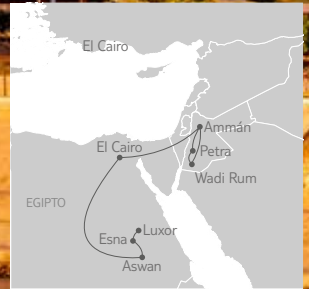 El Cairo
Ammán
El Cairo
Petra
Wadi Rum
EGIPTO
Luxor
Esna
Aswan